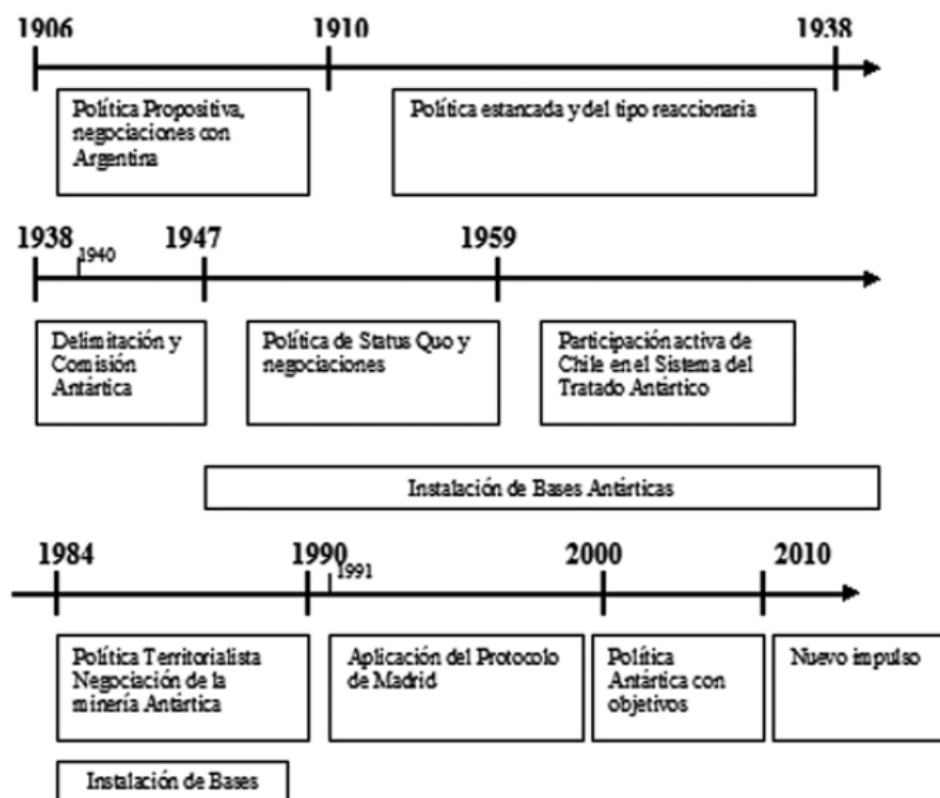 1906 1910 1938
Política Propositiva,
negociaciones con
Argentina
Política estancada y del tipo reaccionaria
1938 1940 1947 1959
Delimitación y
Comisión
Antártica
Política de Status Quo y
negociaciones
Participación activa de
Chile en el Sistema del
Tratado Antártico
Instalación de Bases Antárticas
1984 1990 1991 2000 2010
Política Territorialista
Negociación de la
minería Antártica
Aplicación del Protocolo
de Madrid
Política
Antártica con
objetivos
Nuevo impulso
Instalación de Bases